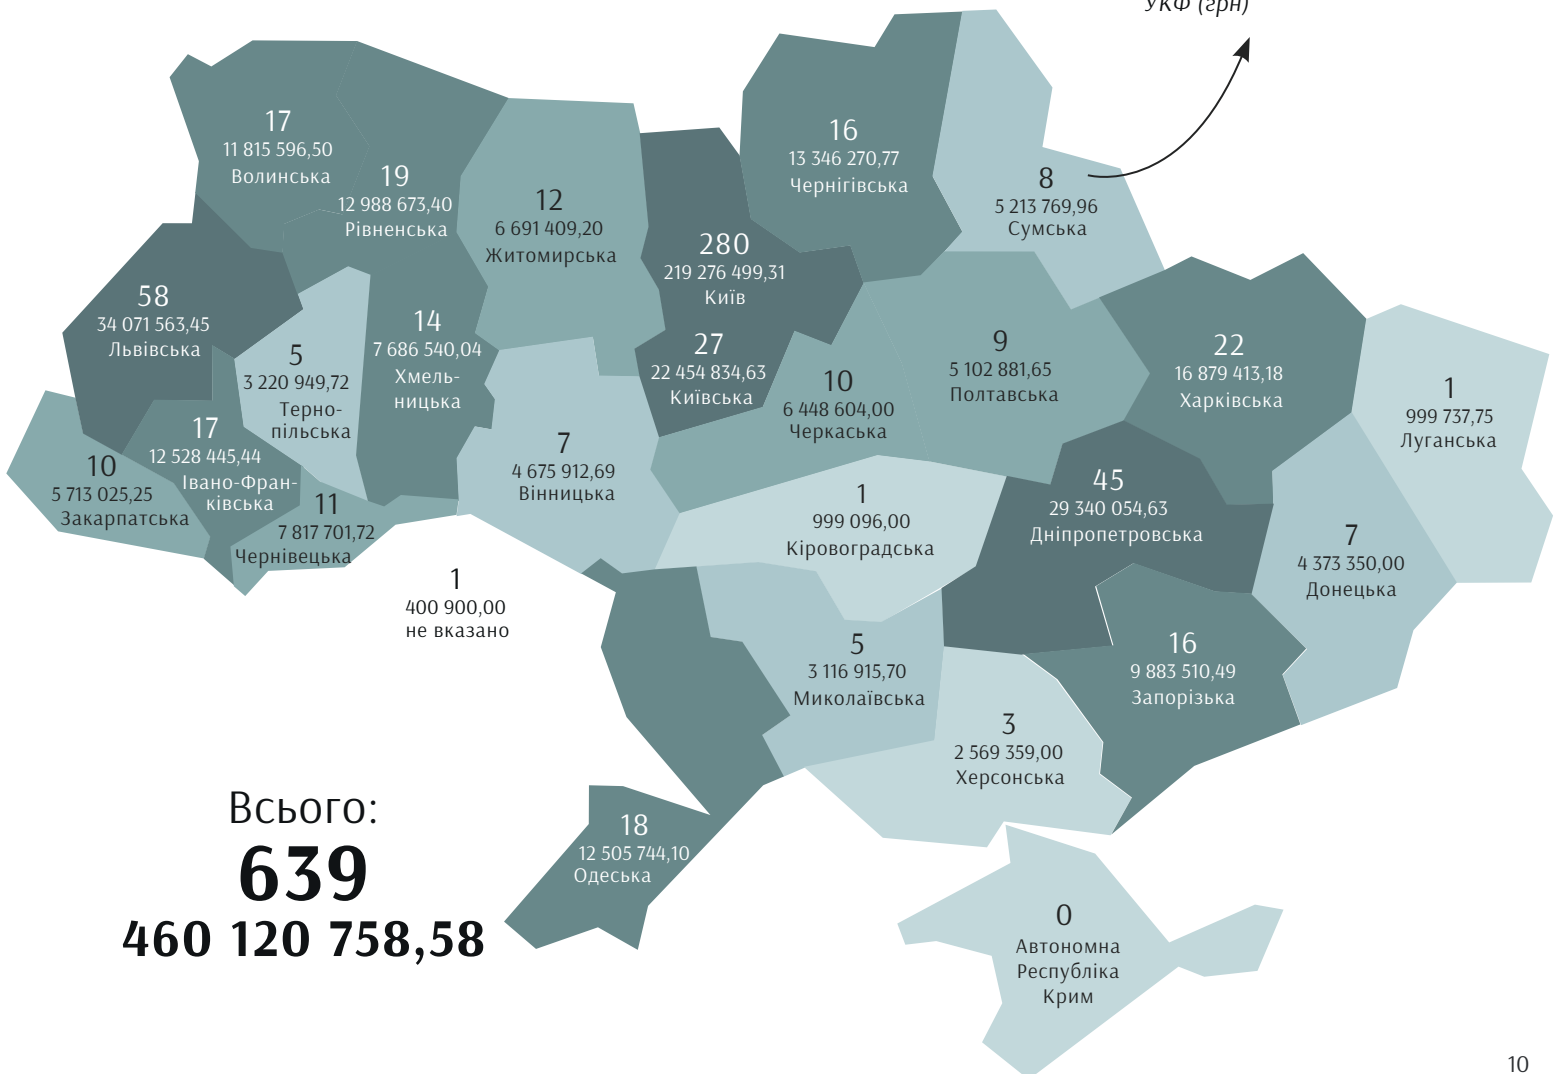 УКФ (грн)
17
11 815 596,50
Волинська
19
12 988 673,40
Рівненська
12
6 691 409,20
Житомирська
280
219 276 499,31
Київ
27
22 454 834,63
Київська
16
13 346 270,77
Чернігівська
8
5 213 769,96
Сумська
58
34 071 563,45
Львівська
5
3 220 949,72
Терно-
пільська
14
7 686 540,04
Хмель-
ницька
10
6 448 604,00
Черкаська
9
5 102 881,65
Полтавська
22
16 879 413,18
Харківська
1
999 737,75
Луганська
10
5 713 025,25
Закарпатська
17
12 528 445,44
Івано-Фран-
ківська
11
7 817 701,72
Чернівецька
7
4 675 912,69
Вінницька
1
999 096,00
Кіровоградська
45
29 340 054,63
Дніпропетровська
7
4 373 350,00
Донецька
1
400 900,00
не вказано
5
3 116 915,70
Миколаївська
16
9 883 510,49
Запорізька
3
2 569 359,00
Херсонська
18
12 505 744,10
Одеська
0
Автономна
Республіка
Крим
Всього:
639
460 120 758,58
10